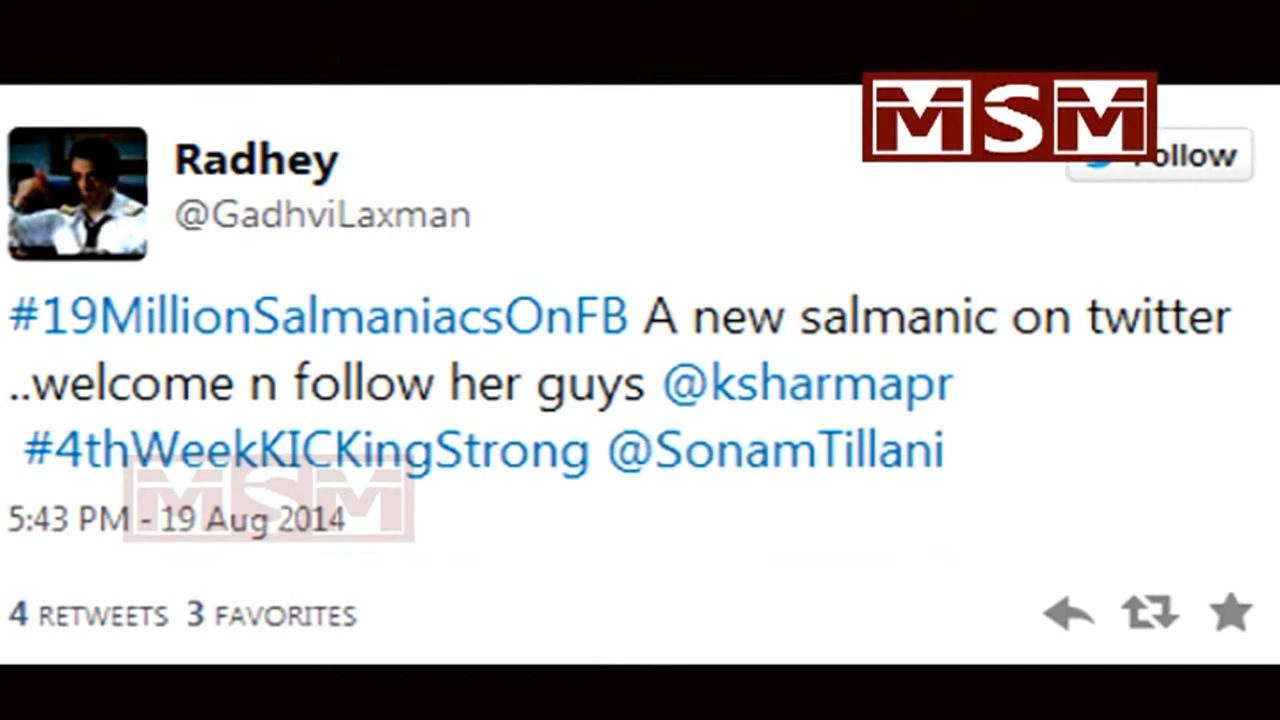 MSM
Radhey
Follow
@GadhviLaxman
#19MillionSalmaniacsOnFB A new salmanic on twitter
..welcome n follow her guys @ksharmapr
#4thWeekKICKingStrong @SonamTillani
MSM
5:43 PM - 19 Aug 2014
4 RETWEETS 3 FAVORITES